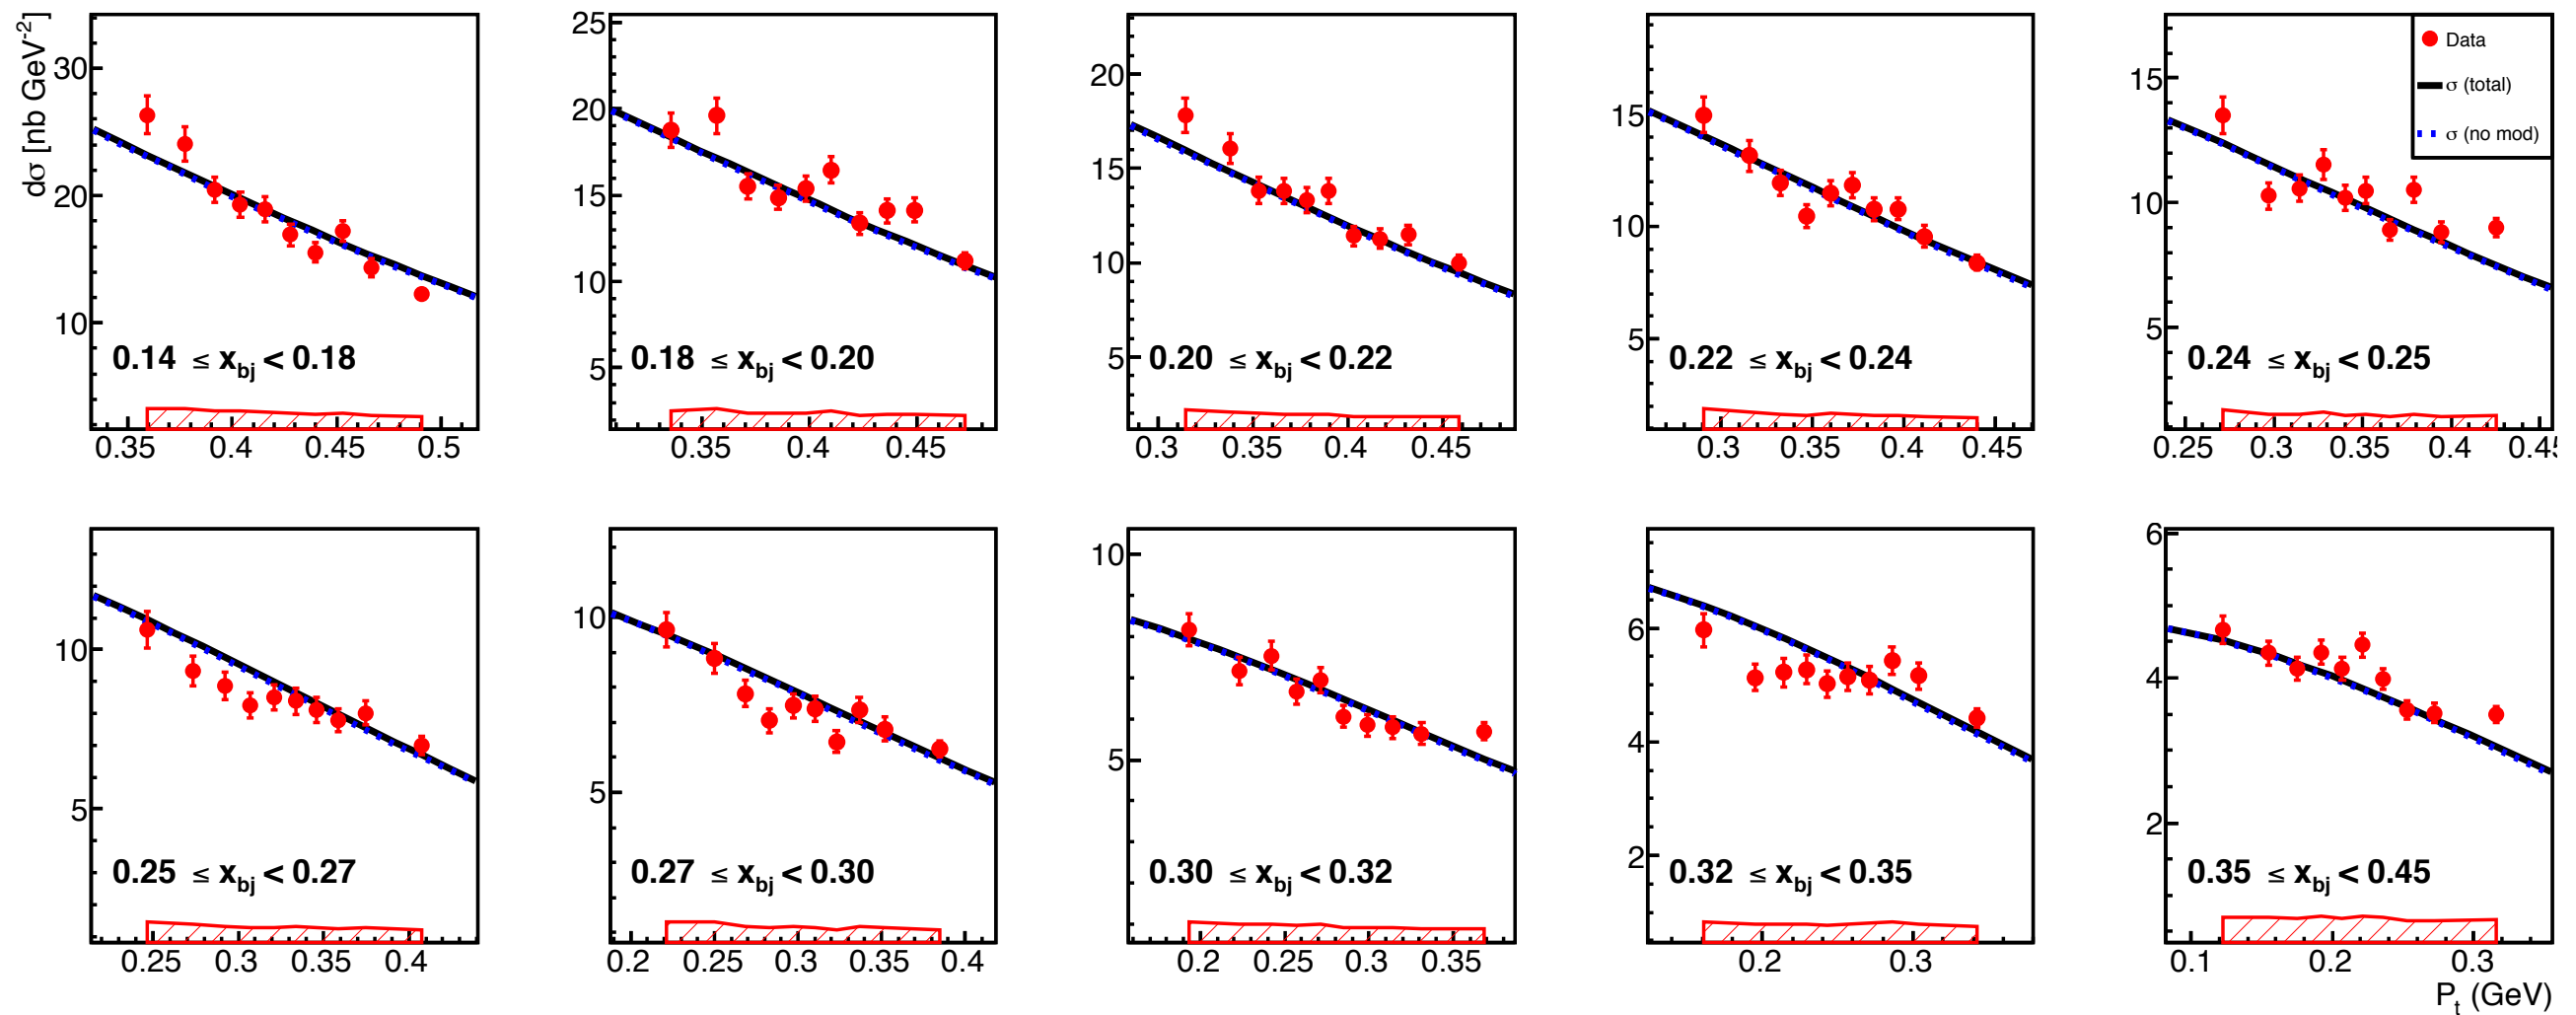 dσ [nb GeV⁻²]
30
20
10
0.14 ≤ x_bj < 0.18
0.35 0.4 0.45 0.5
25
20
15
10
5
0.18 ≤ x_bj < 0.20
0.35 0.4 0.45
20
15
10
5
0.20 ≤ x_bj < 0.22
0.3 0.35 0.4 0.45
15
10
5
0.22 ≤ x_bj < 0.24
0.3 0.35 0.4 0.45
15
10
5
Data
σ (total)
σ (no mod)
0.24 ≤ x_bj < 0.25
0.25 0.3 0.35 0.4 0.45
10
5
0.25 ≤ x_bj < 0.27
0.25 0.3 0.35 0.4
10
5
0.27 ≤ x_bj < 0.30
0.2 0.25 0.3 0.35 0.4
10
5
0.30 ≤ x_bj < 0.32
0.2 0.25 0.3 0.35
6
4
2
0.32 ≤ x_bj < 0.35
0.2 0.3
6
4
2
0.35 ≤ x_bj < 0.45
0.1 0.2 0.3
P_t (GeV)